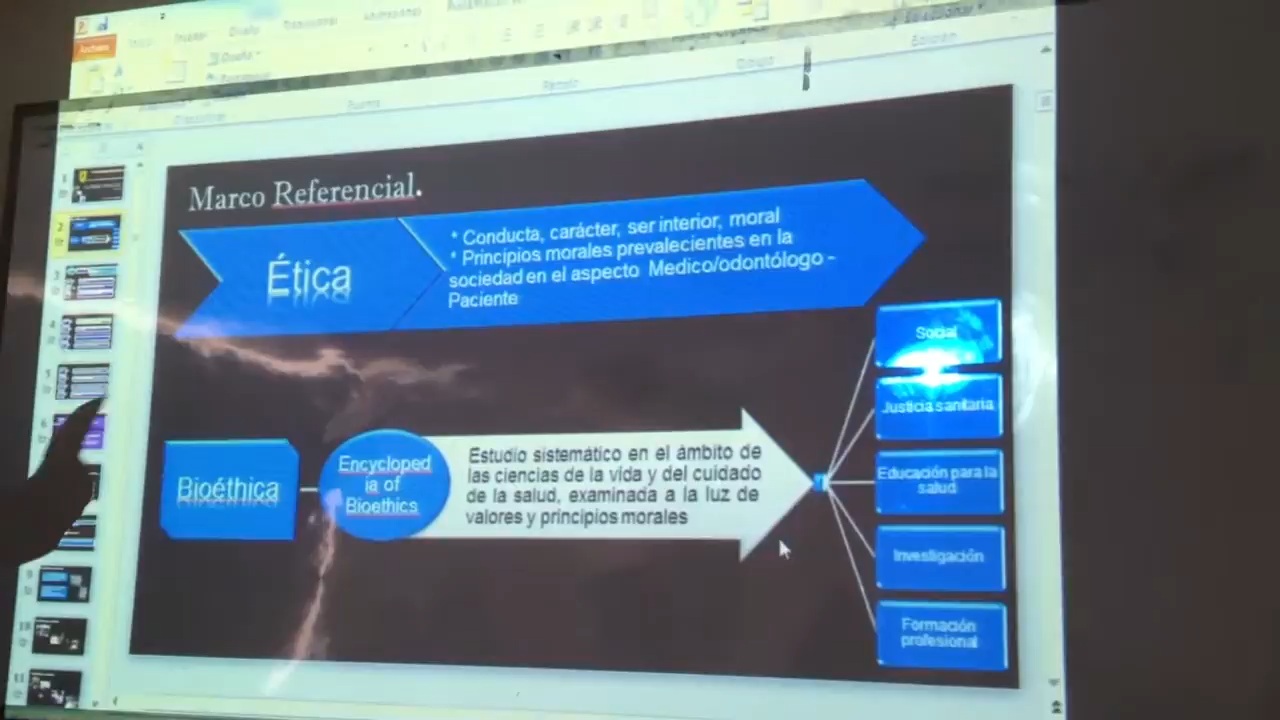 Archivo
Marco Referencial.
Ética
* Conducta, carácter, ser interior, moral
* Principios morales prevalecientes en la
sociedad en el aspecto Medico/odontólogo -
Paciente
Bioéthica
Encycloped
ia of
Bioethics
Estudio sistemático en el ámbito de
las ciencias de la vida y del cuidado
de la salud, examinada a la luz de
valores y principios morales
Social
Justicia sanitaria
Educación para la
salud
Investigación
Formación
profesional